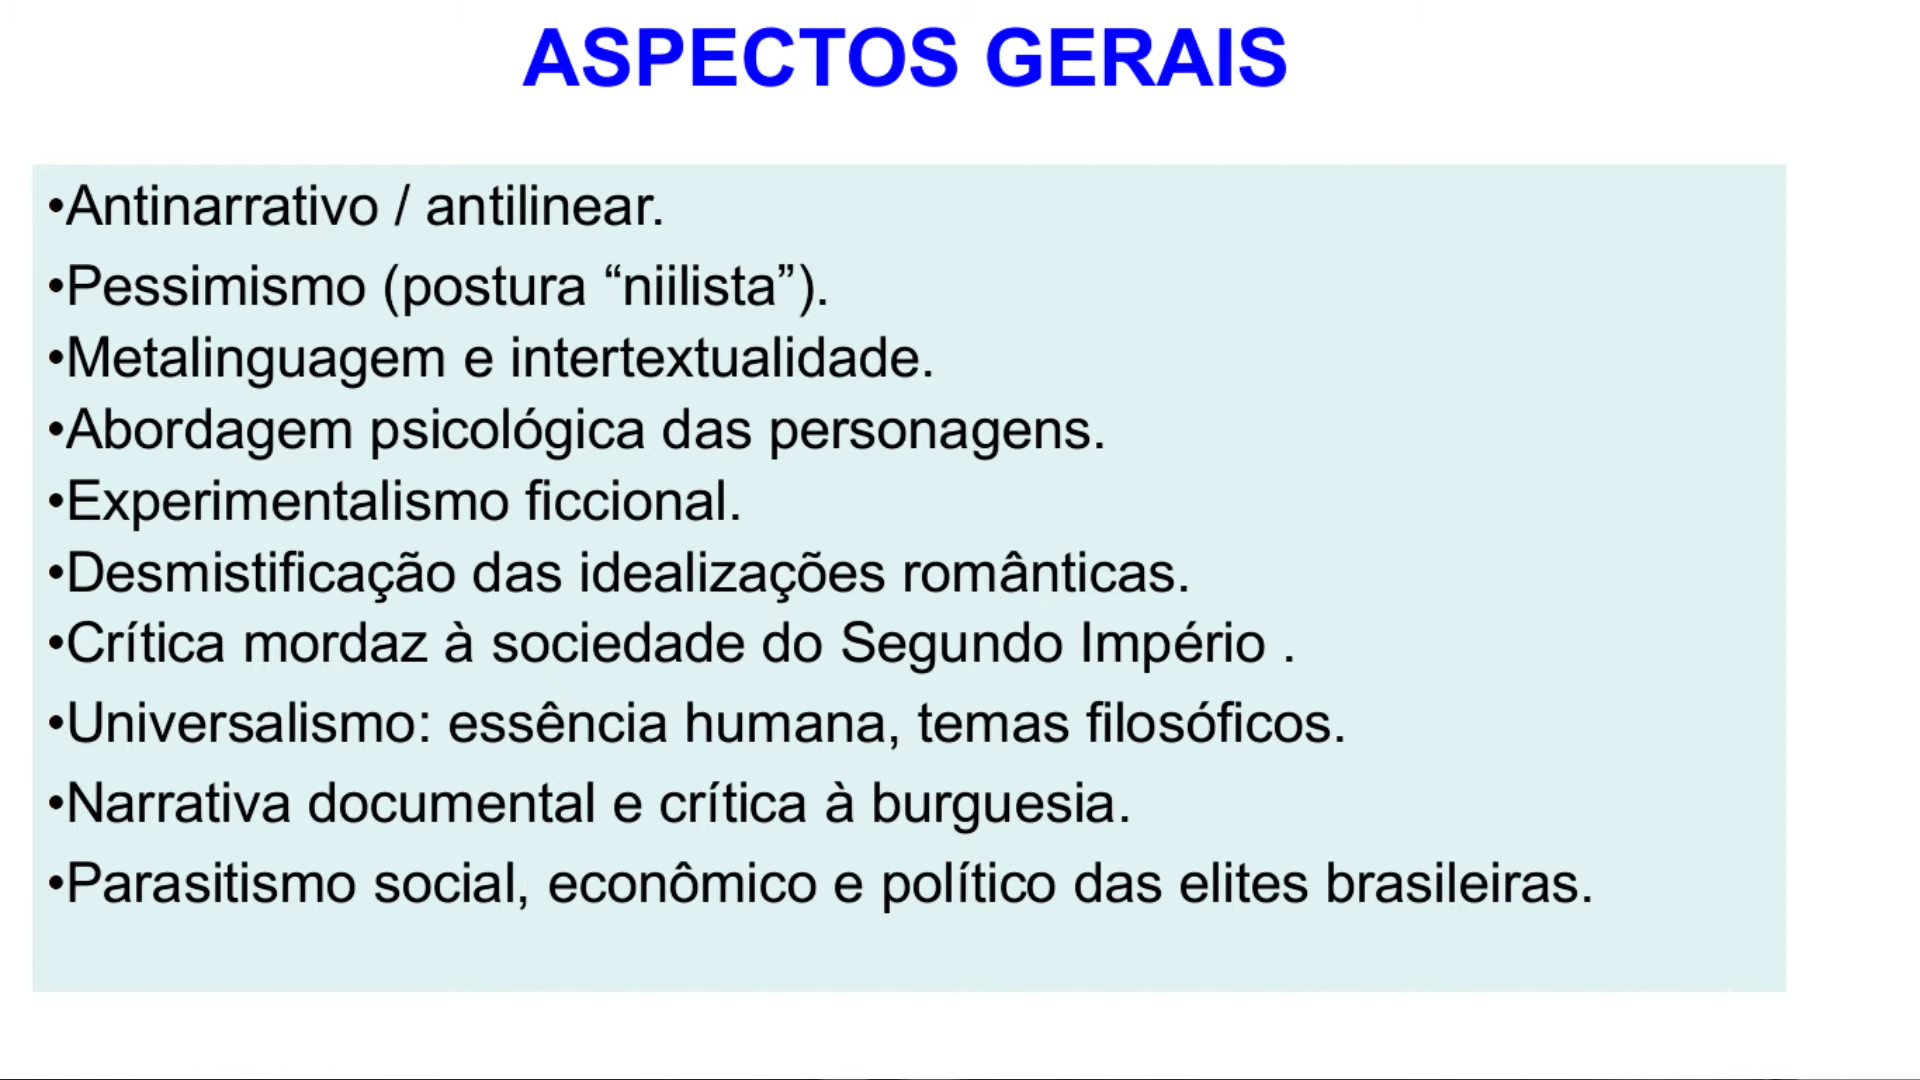 ASPECTOS GERAIS
•Antinarrativo / antilinear.
•Pessimismo (postura “niilista”).
•Metalinguagem e intertextualidade.
•Abordagem psicológica das personagens.
•Experimentalismo ficcional.
•Desmistificação das idealizações românticas.
•Crítica mordaz à sociedade do Segundo Império .
•Universalismo: essência humana, temas filosóficos.
•Narrativa documental e crítica à burguesia.
•Parasitismo social, econômico e político das elites brasileiras.